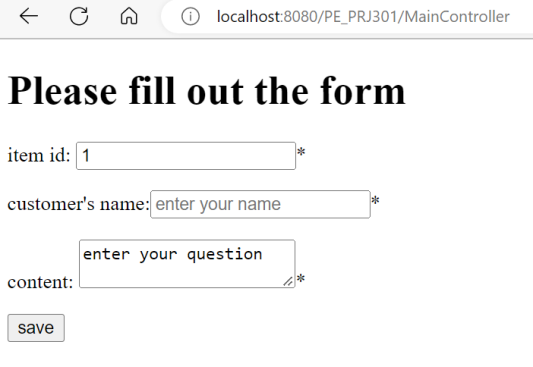 localhost:8080/PE_PRJ301/MainController
Please fill out the form
item id: 1*
customer's name: enter your name*
content: enter your question*
save